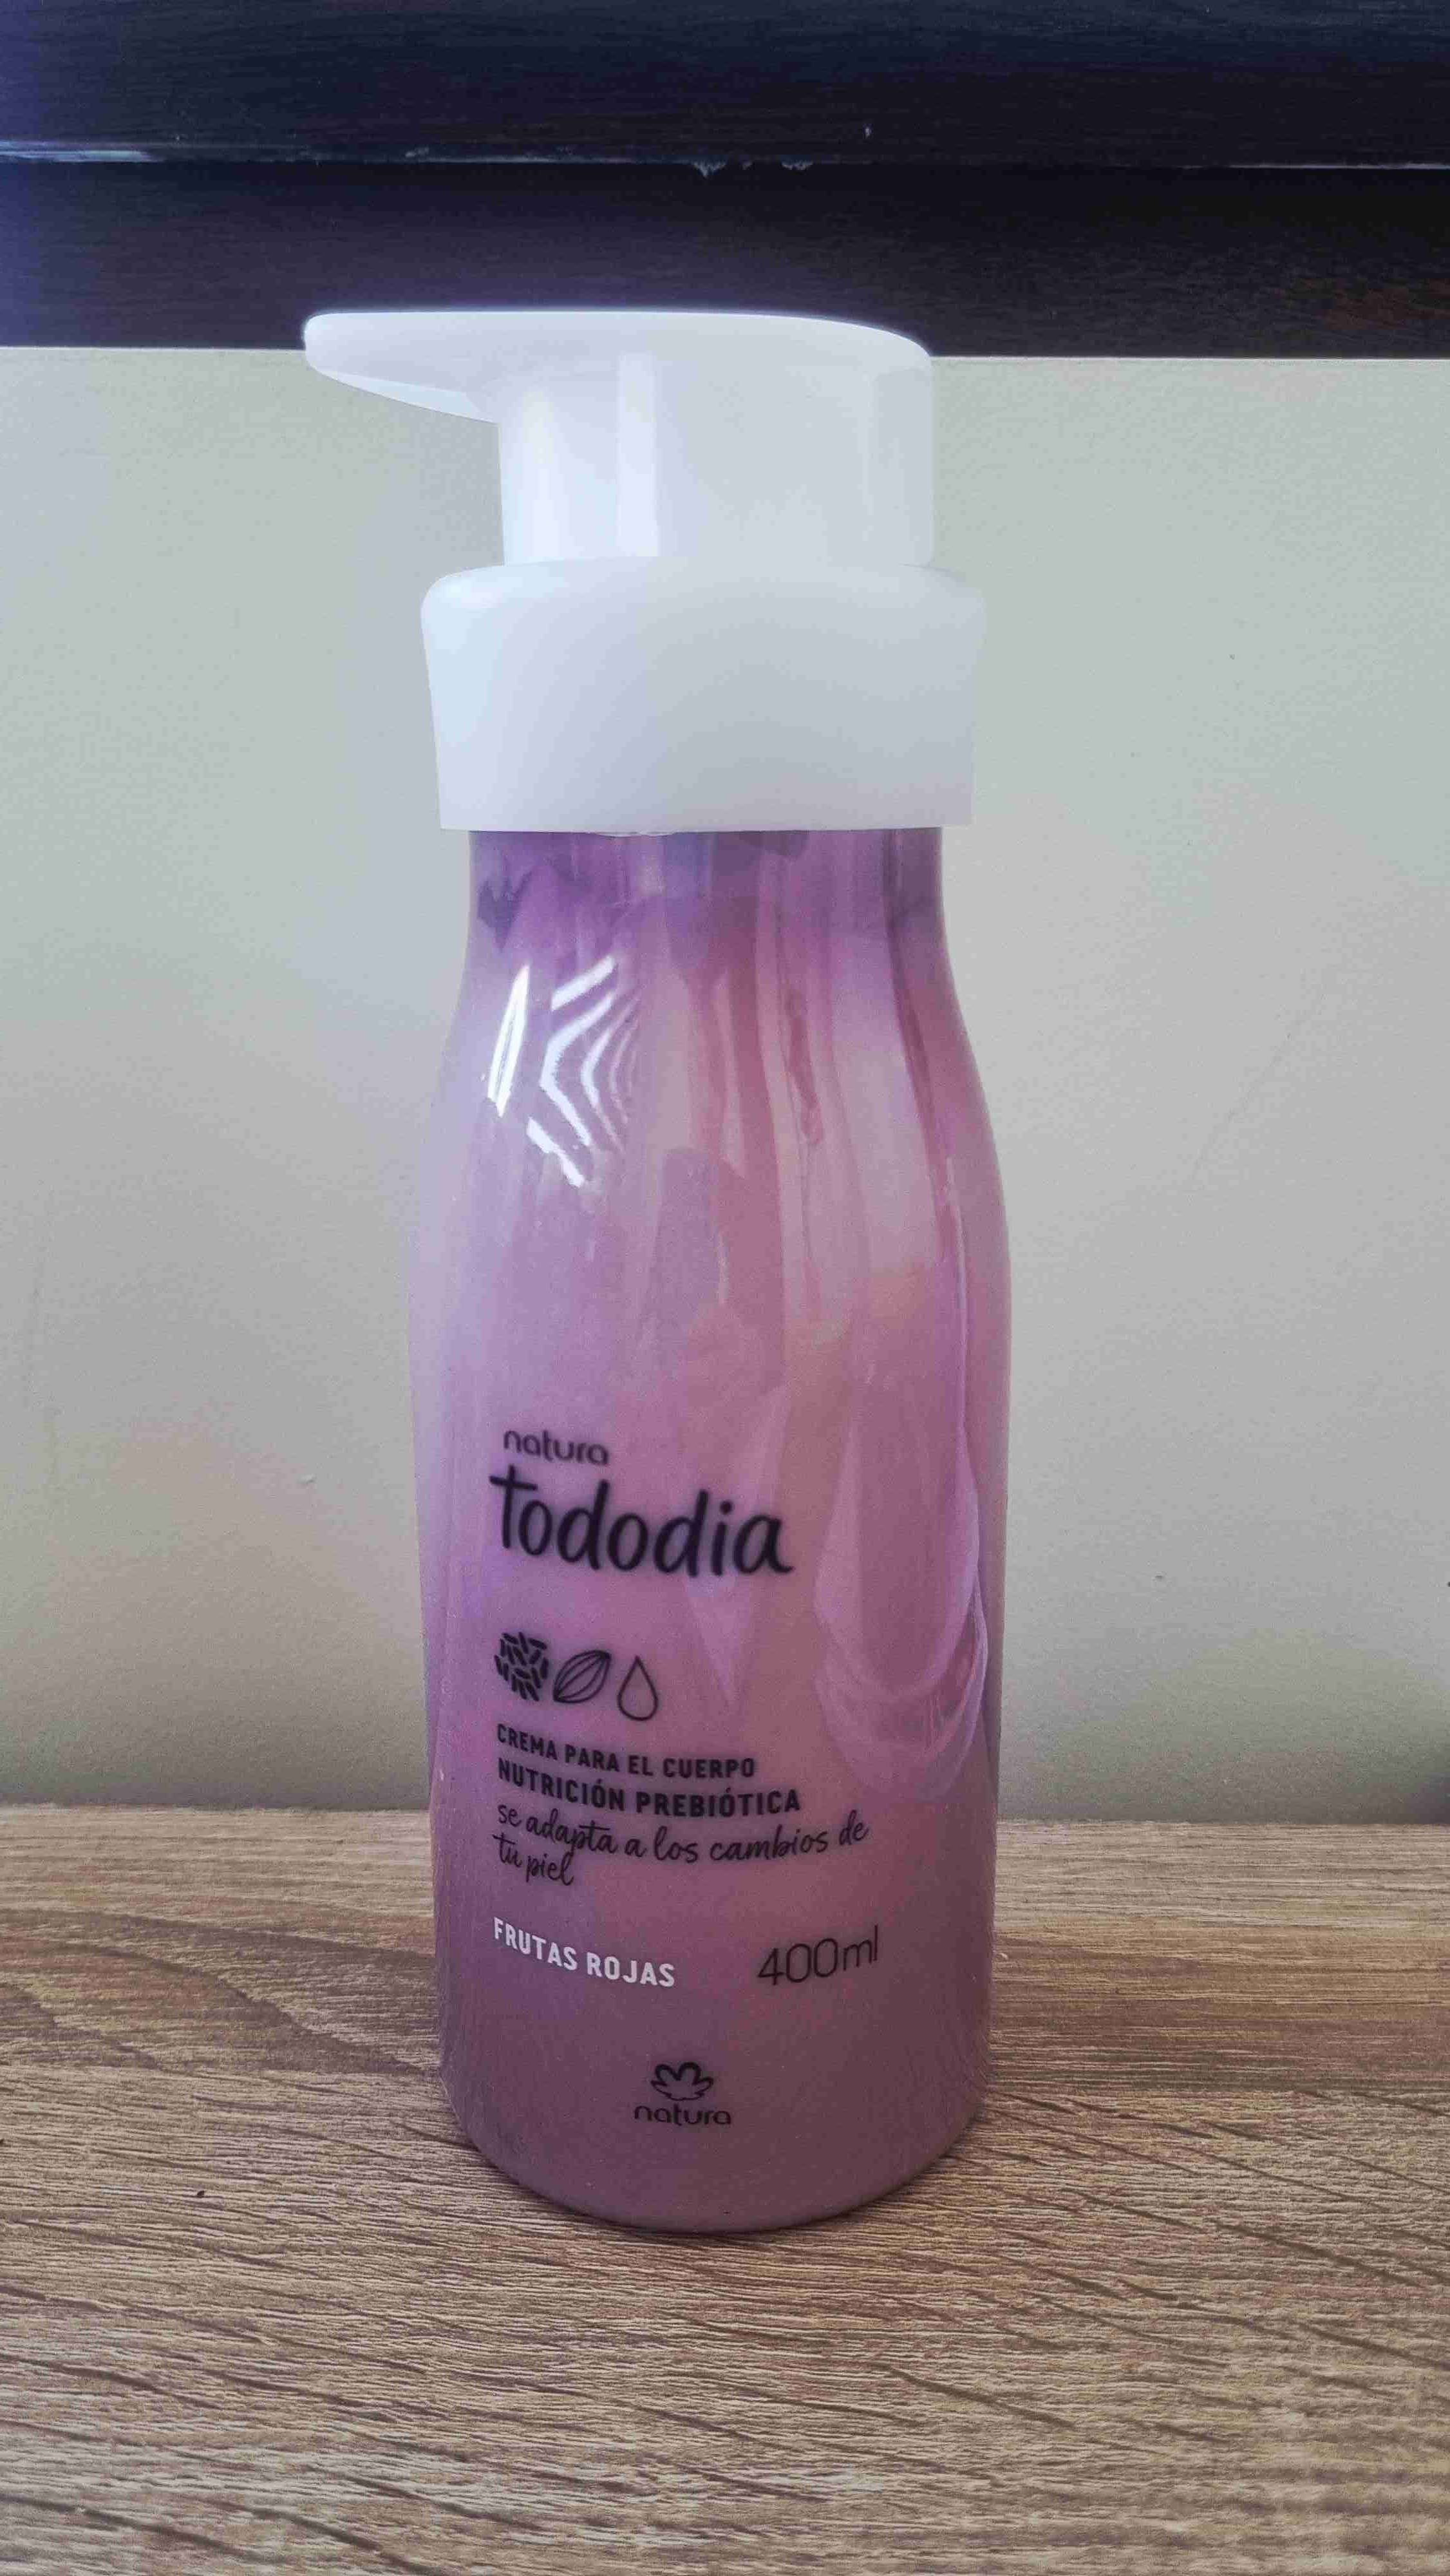 natura
tododia
CREMA PARA EL CUERPO
NUTRICIÓN PREBIÓTICA
se adapta a los cambios de
tu piel
FRUTAS ROJAS 400ml
natura